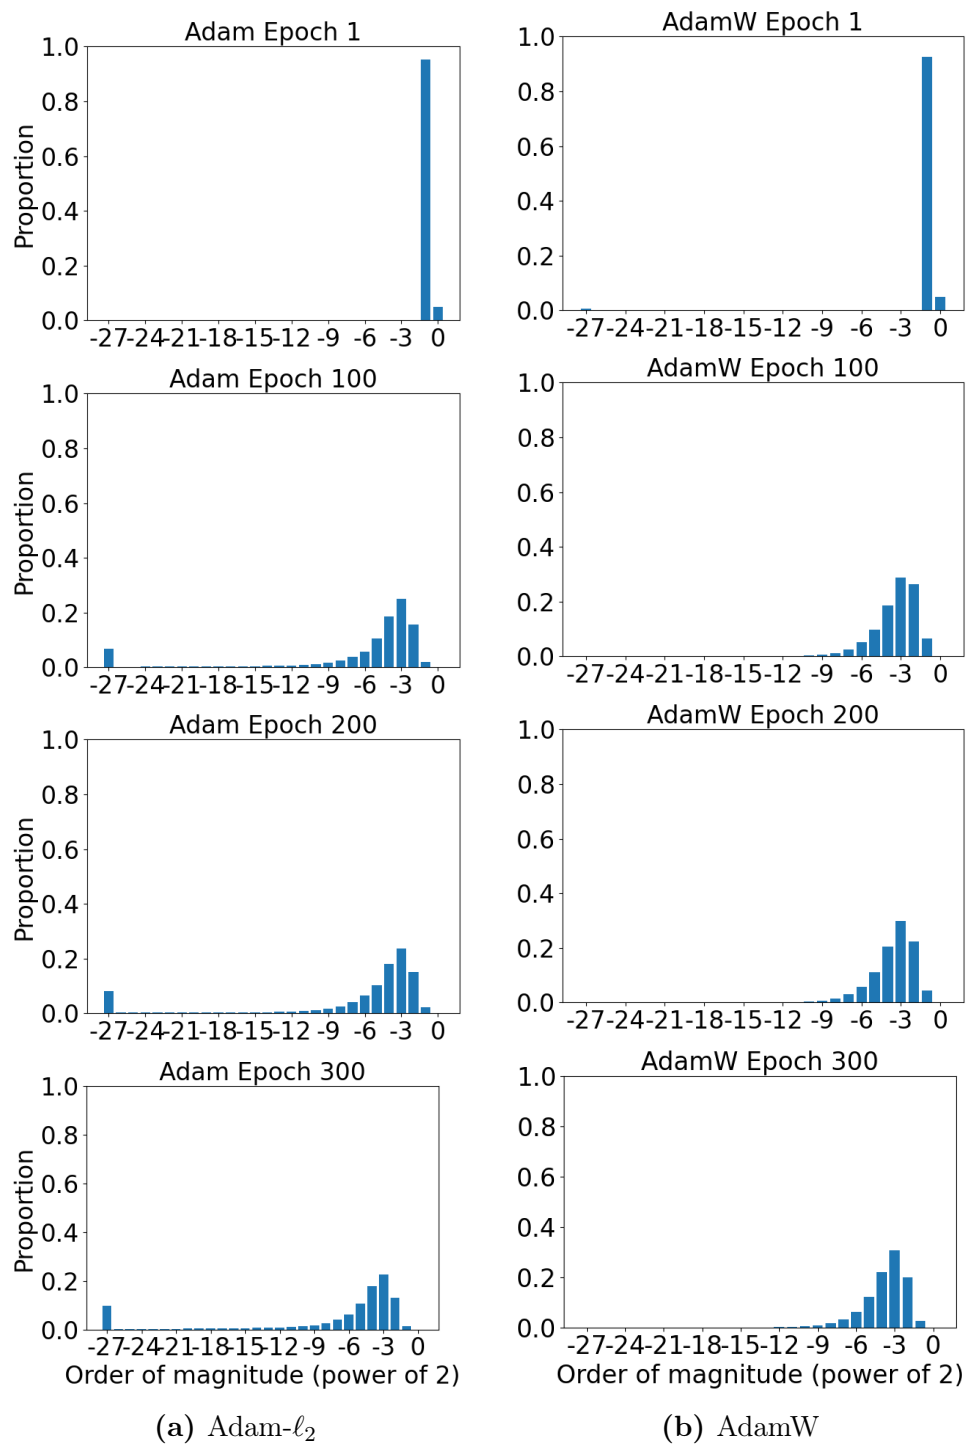 Adam Epoch 1
1.0
0.8
0.6
0.4
0.2
0.0
Proportion
-27 -24 -21 -18 -15 -12 -9 -6 -3 0
AdamW Epoch 1
1.0
0.8
0.6
0.4
0.2
0.0
-27 -24 -21 -18 -15 -12 -9 -6 -3 0
Adam Epoch 100
1.0
0.8
0.6
0.4
0.2
0.0
Proportion
-27 -24 -21 -18 -15 -12 -9 -6 -3 0
AdamW Epoch 100
1.0
0.8
0.6
0.4
0.2
0.0
-27 -24 -21 -18 -15 -12 -9 -6 -3 0
Adam Epoch 200
1.0
0.8
0.6
0.4
0.2
0.0
Proportion
-27 -24 -21 -18 -15 -12 -9 -6 -3 0
AdamW Epoch 200
1.0
0.8
0.6
0.4
0.2
0.0
-27 -24 -21 -18 -15 -12 -9 -6 -3 0
Adam Epoch 300
1.0
0.8
0.6
0.4
0.2
0.0
Proportion
-27 -24 -21 -18 -15 -12 -9 -6 -3 0
Order of magnitude (power of 2)
AdamW Epoch 300
1.0
0.8
0.6
0.4
0.2
0.0
-27 -24 -21 -18 -15 -12 -9 -6 -3 0
Order of magnitude (power of 2)
(a) Adam-ℓ₂
(b) AdamW